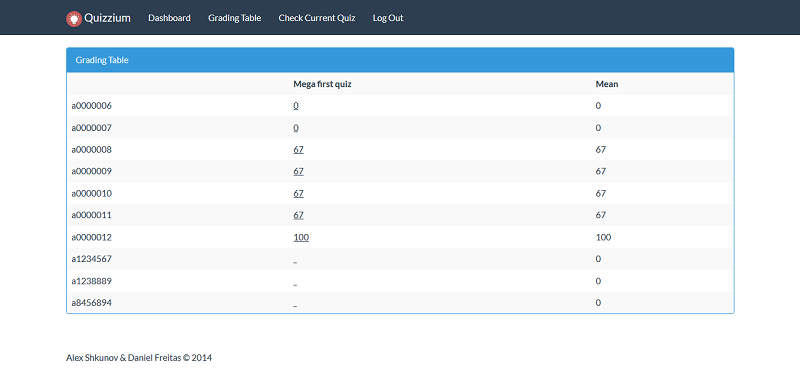 Quizzium Dashboard Grading Table Check Current Quiz Log Out
Grading Table
Mega first quiz Mean
a0000006 0 0
a0000007 0 0
a0000008 67 67
a0000009 67 67
a0000010 67 67
a0000011 67 67
a0000012 100 100
a1234567 _ 0
a1238889 _ 0
a8456894 _ 0
Alex Shkunov & Daniel Freitas © 2014